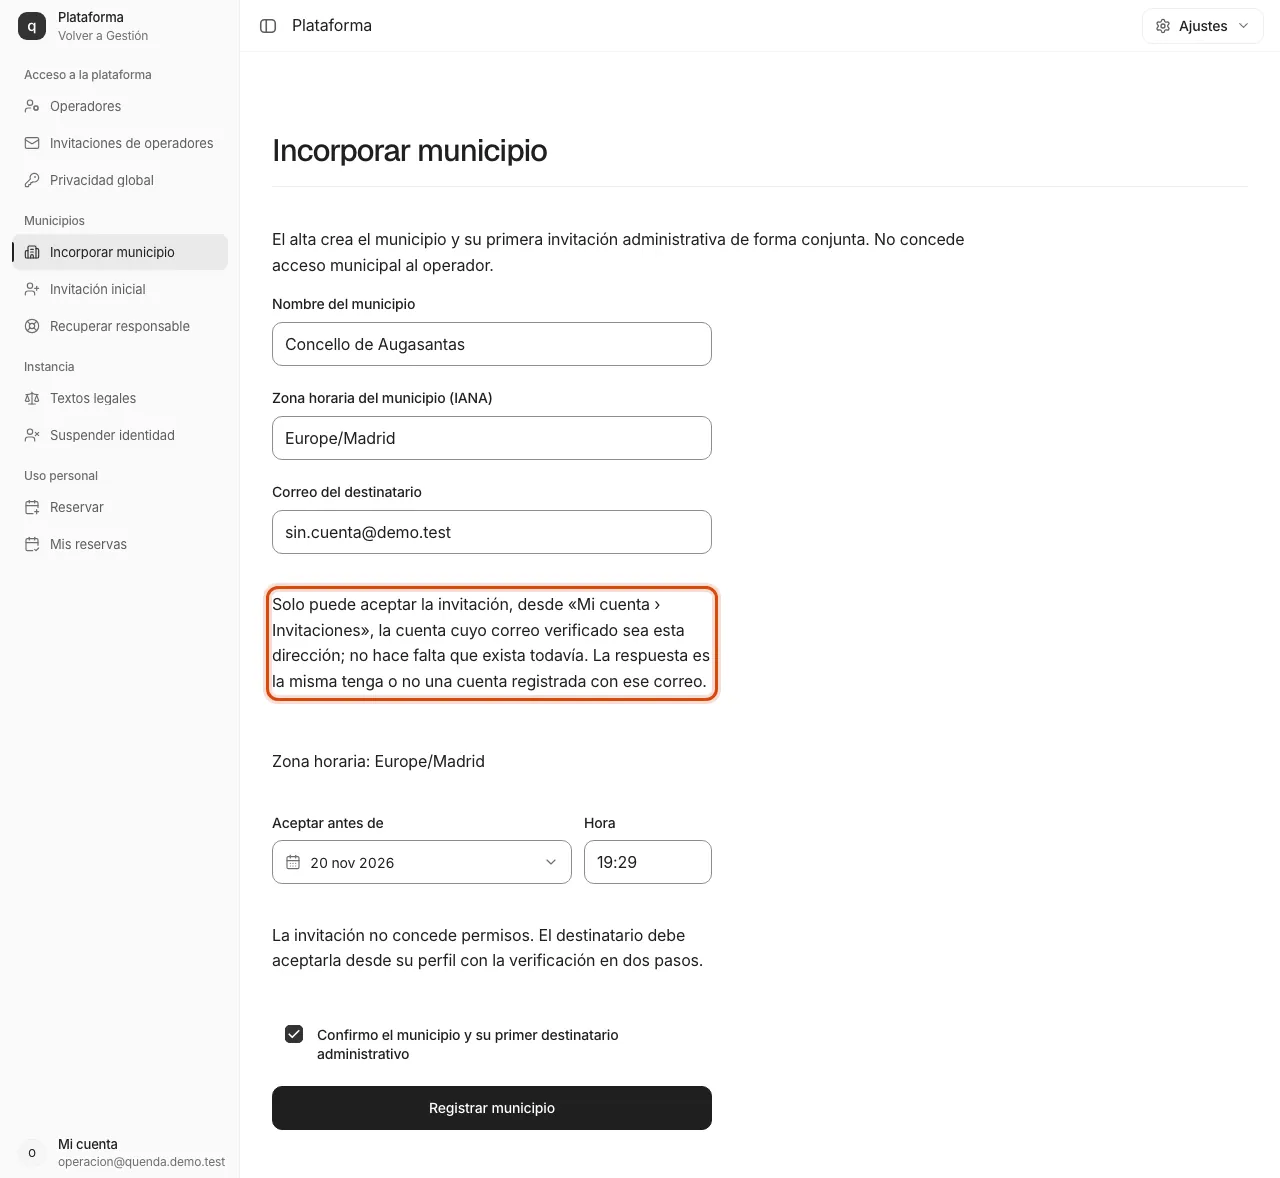 q
Plataforma
Volver a Gestión
Acceso a la plataforma
Operadores
Invitaciones de operadores
Privacidad global
Municipios
Incorporar municipio
Invitación inicial
Recuperar responsable
Instancia
Textos legales
Suspender identidad
Uso personal
Reservar
Mis reservas
O
Mi cuenta
operacion@quenda.demo.test
Plataforma
Ajustes
Incorporar municipio
El alta crea el municipio y su primera invitación administrativa de forma conjunta. No concede
acceso municipal al operador.
Nombre del municipio
Concello de Augasantas
Zona horaria del municipio (IANA)
Europe/Madrid
Correo del destinatario
sin.cuenta@demo.test
Solo puede aceptar la invitación, desde «Mi cuenta ›
Invitaciones», la cuenta cuyo correo verificado sea esta
dirección; no hace falta que exista todavía. La respuesta es
la misma tenga o no una cuenta registrada con ese correo.
Zona horaria: Europe/Madrid
Aceptar antes de
Hora
20 nov 2026
19:29
La invitación no concede permisos. El destinatario debe
aceptarla desde su perfil con la verificación en dos pasos.
Confirmo el municipio y su primer destinatario
administrativo
Registrar municipio